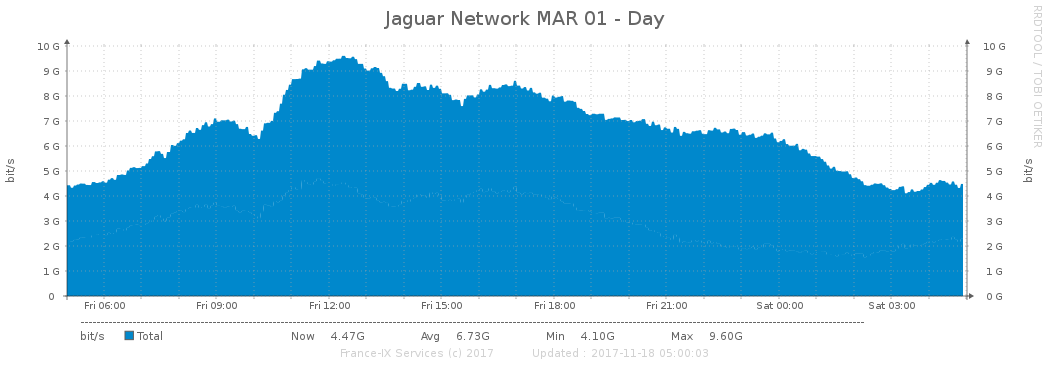 Jaguar Network MAR 01 - Day
RRDTOOL / TOBI OETIKER
bit/s
bit/s
10 G 10 G
9 G 9 G
8 G 8 G
7 G 7 G
6 G 6 G
5 G 5 G
4 G 4 G
3 G 3 G
2 G 2 G
1 G 1 G
0 0 G
Fri 06:00 Fri 09:00 Fri 12:00 Fri 15:00 Fri 18:00 Fri 21:00 Sat 00:00 Sat 03:00
bit/s Total Now 4.47G Avg 6.73G Min 4.10G Max 9.60G
France-IX Services (c) 2017 Updated : 2017-11-18 05:00:03